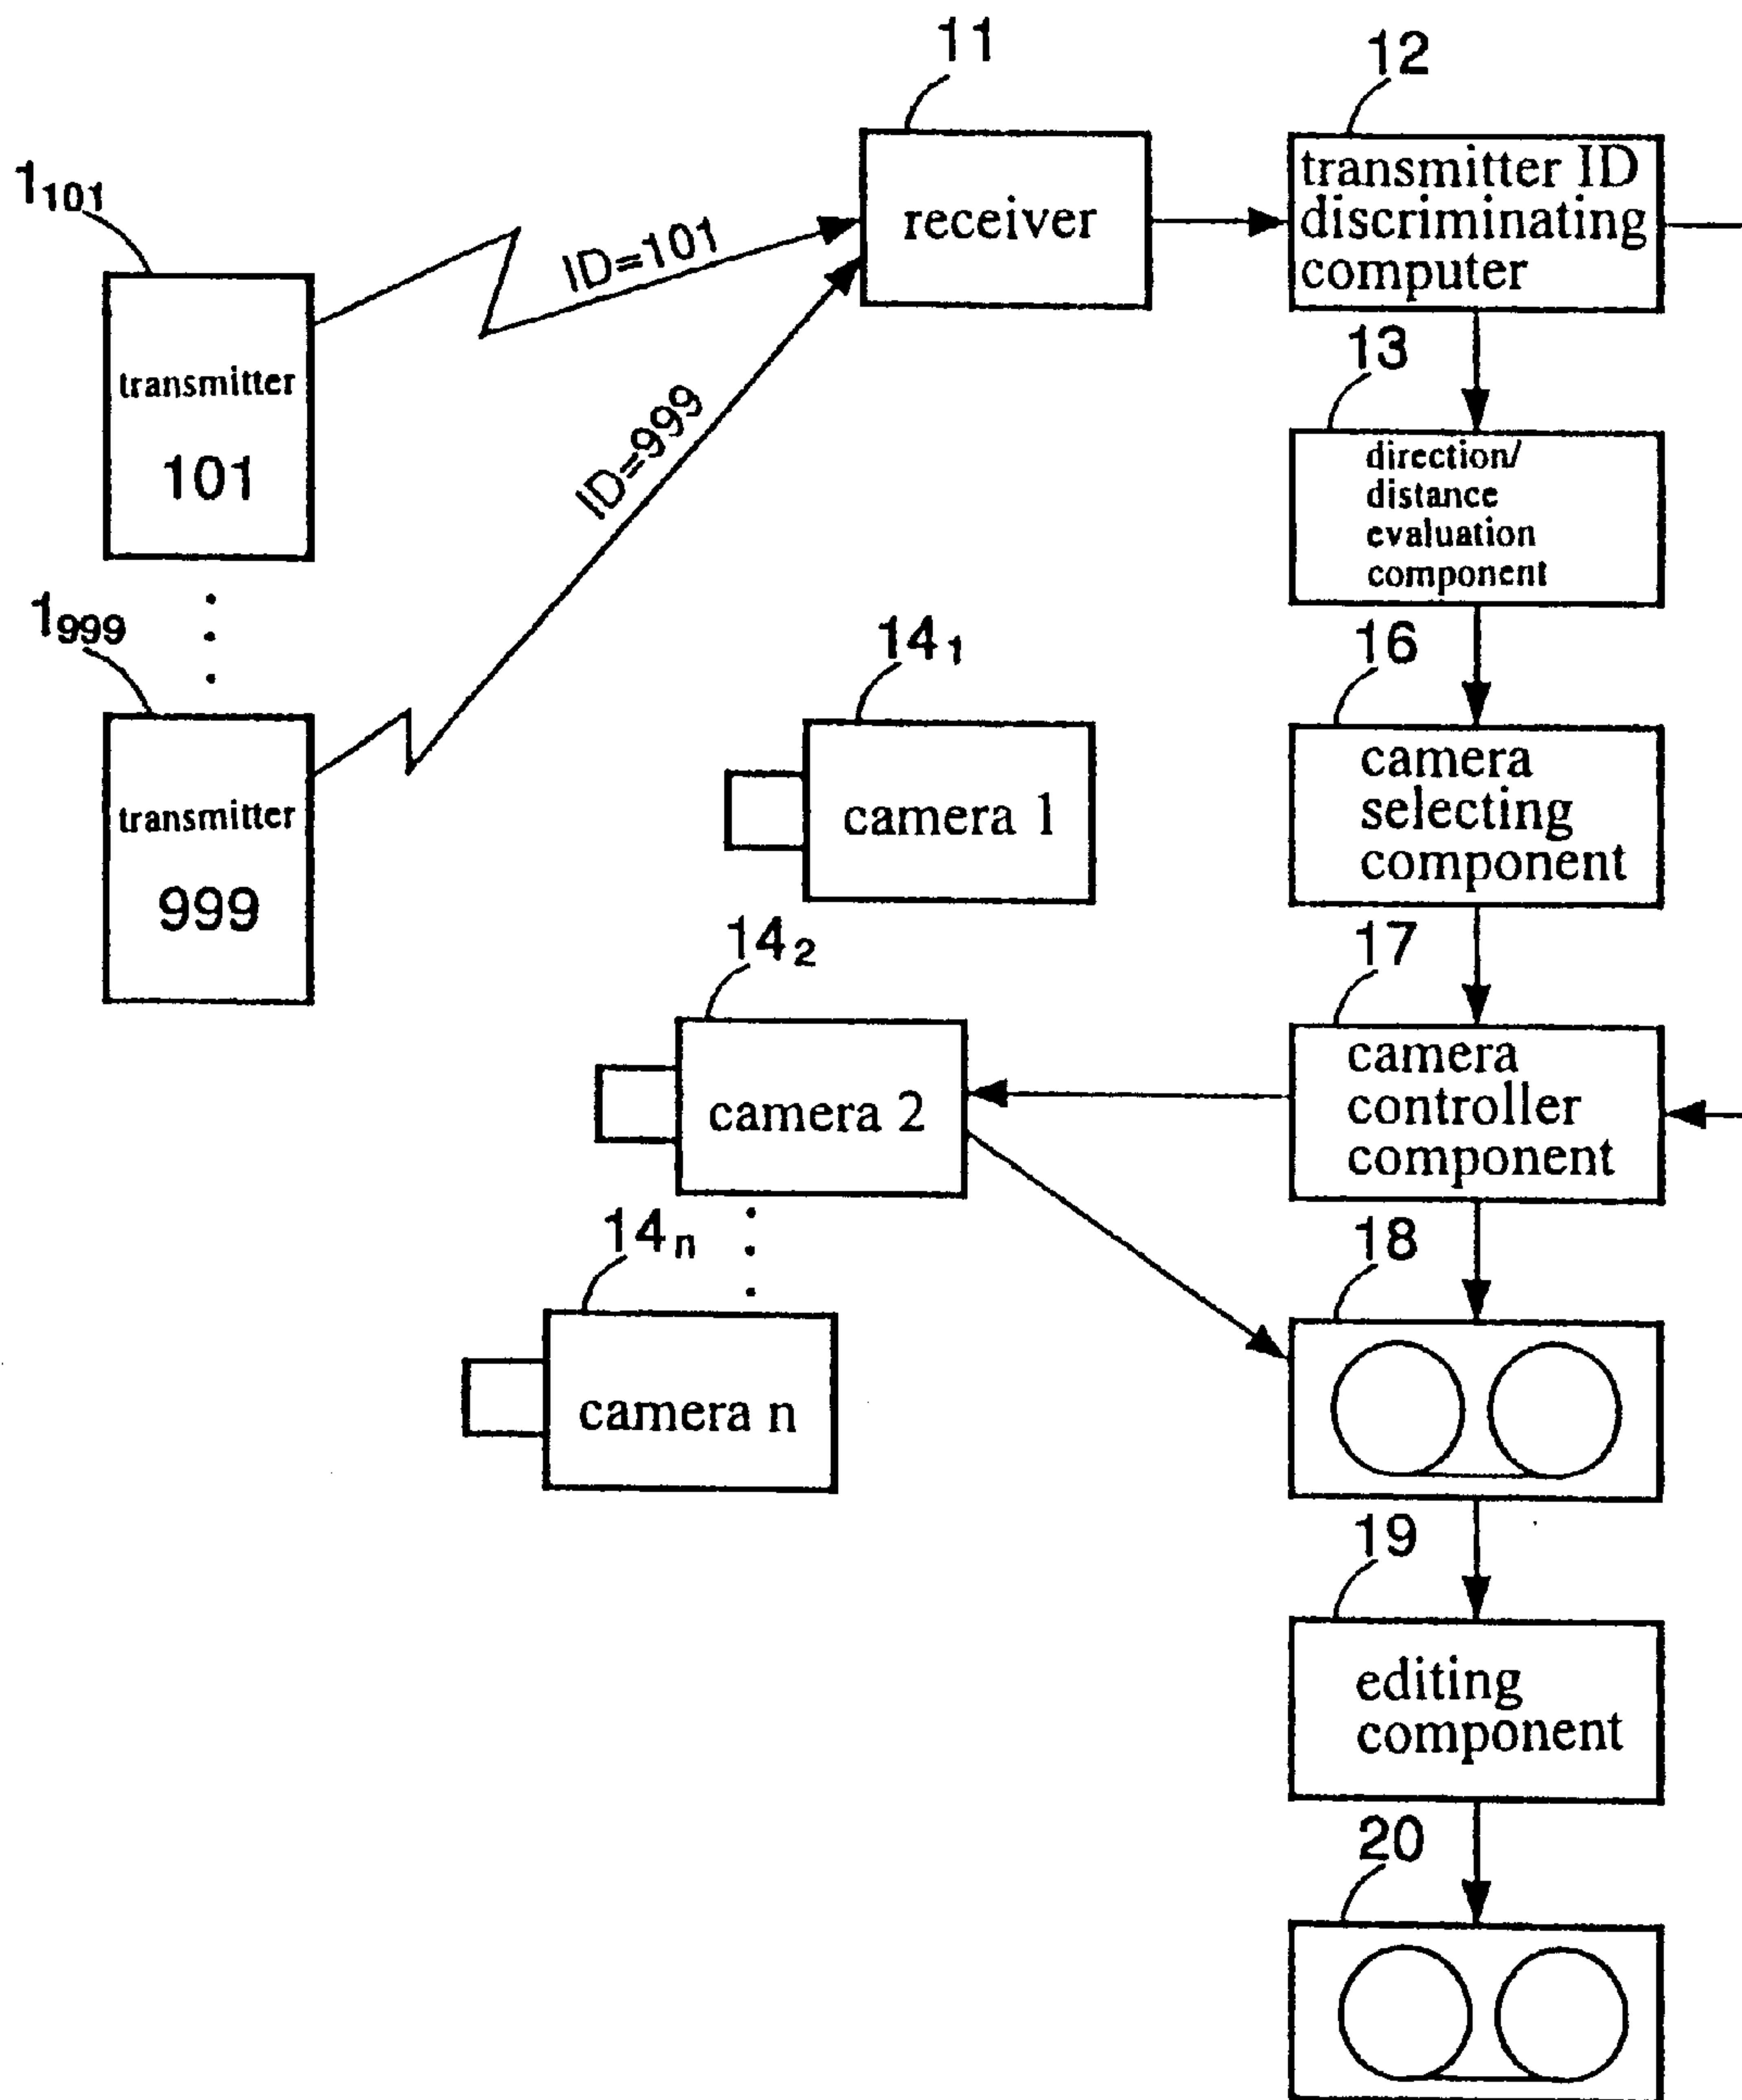 11
12
1101
ID=101
receiver
transmitter ID
discriminating
computer
transmitter
101
13
ID=999
direction/
distance
evaluation
component
1999
141
16
transmitter
999
camera 1
camera
selecting
component
142
17
camera 2
camera
controller
component
14n
18
camera n
19
editing
component
20